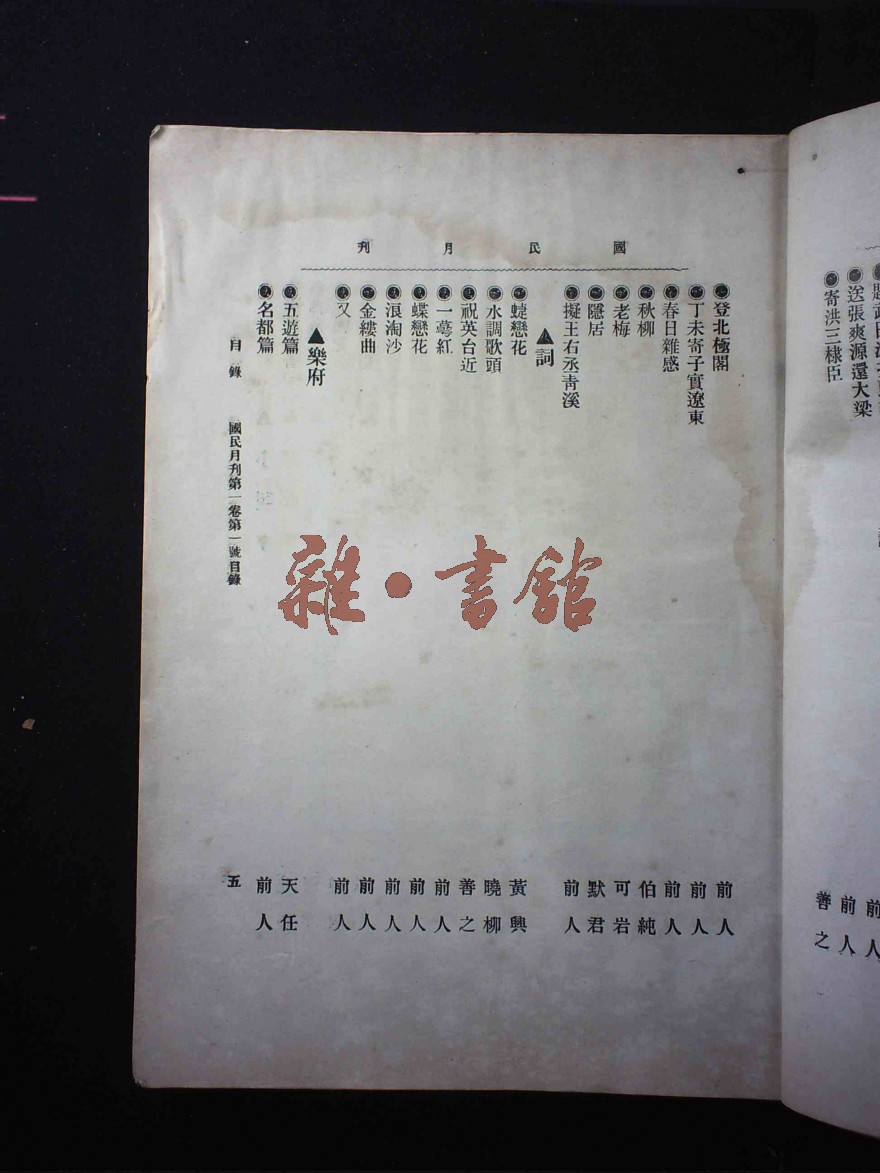 題武
送張爽源還大梁 前人
寄洪三棣臣 善之
國民月刊
登北極閣 前人
丁未寄子實遼東 前人
春日雜感 前人
秋柳 伯純
老梅 可岩
隱居 默君
擬王右丞青溪 前人
▲詞
蜨戀花 黃興
水調歌頭 曉柳
祝英台近 善之
一萼紅 前人
蝶戀花 前人
浪淘沙 前人
金縷曲 前人
又 前人
▲樂府
五遊篇 天任
名都篇 前人
目錄 國民月刊第一卷第一號目錄 五
雜·書館